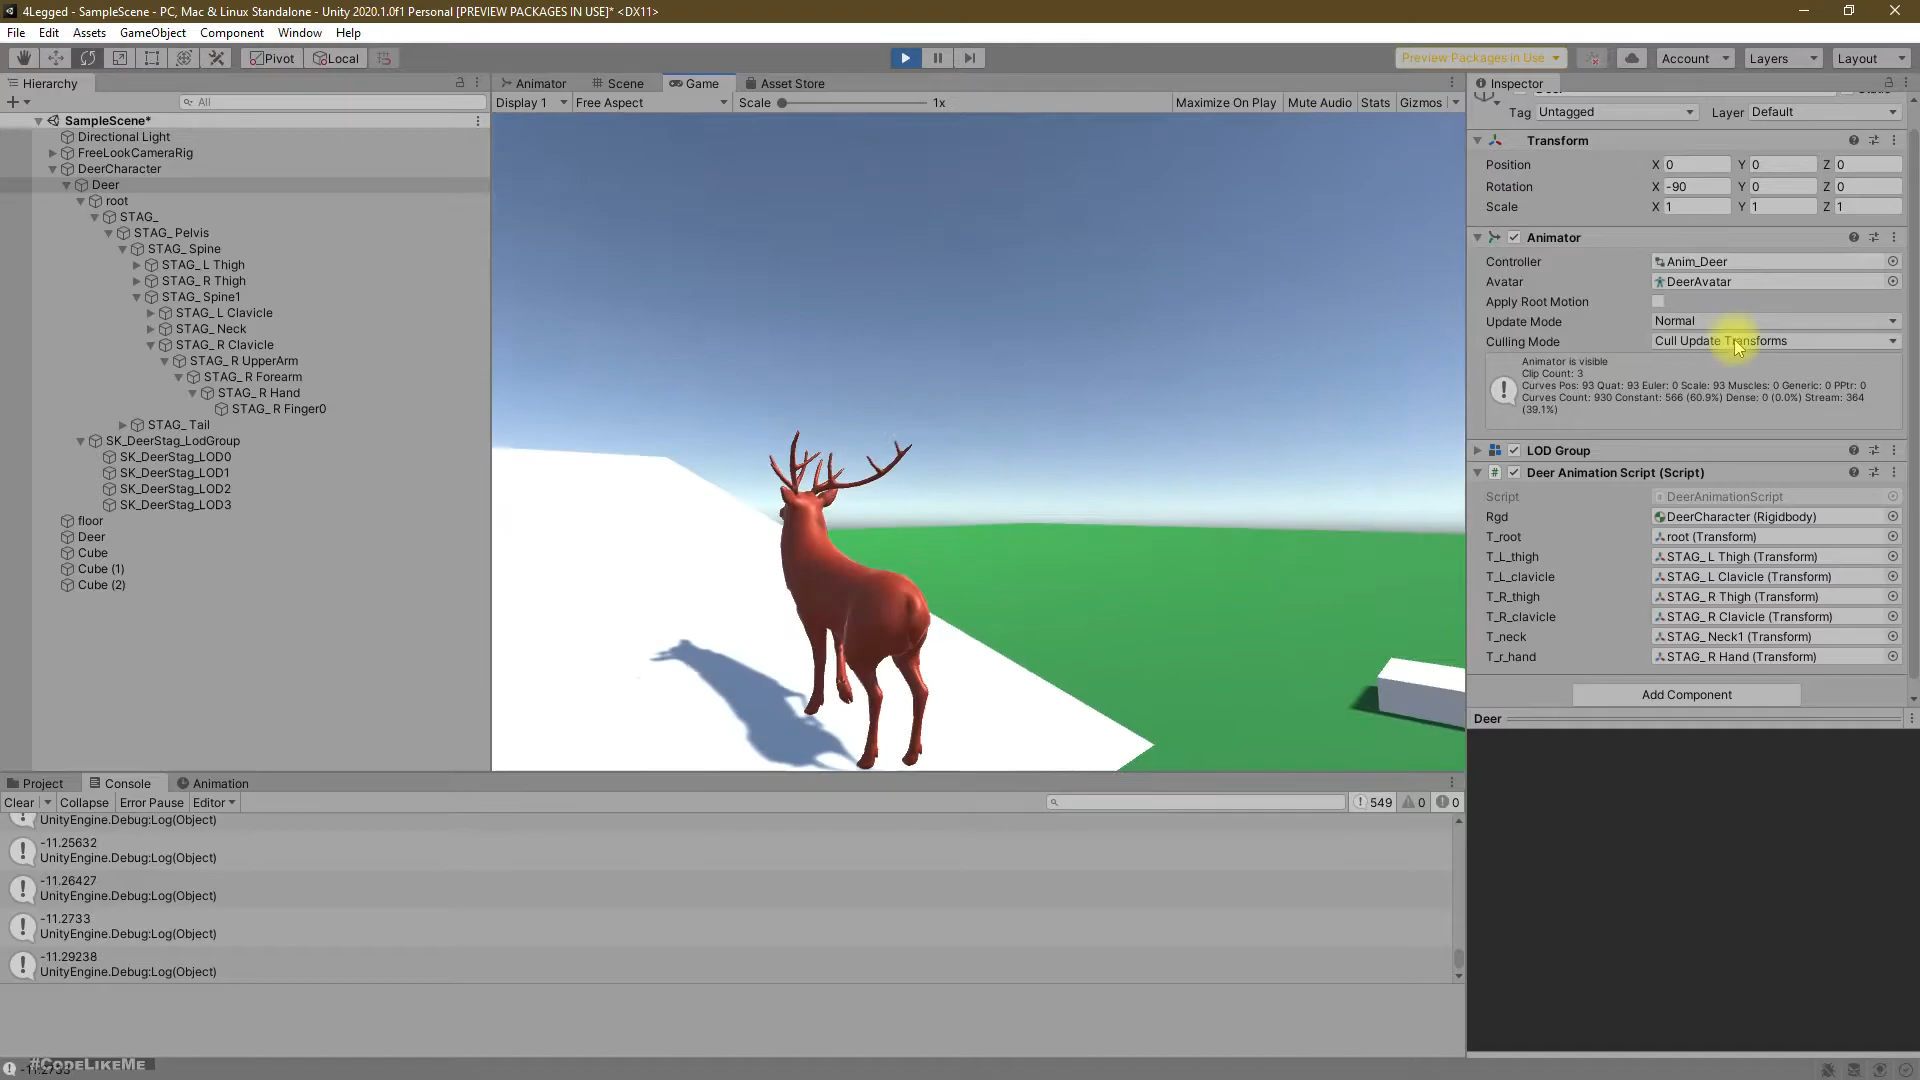 4Legged - SampleScene - PC, Mac & Linux Standalone - Unity 2020.1.0f1 Personal [PREVIEW PACKAGES IN USE]* <DX11>
File Edit Assets GameObject Component Window Help
Pivot Local Preview Packages in Use Account Layers Layout
Hierarchy
All
SampleScene*
Directional Light
FreeLookCameraRig
DeerCharacter
Deer
root
STAG_
STAG_ Pelvis
STAG_ Spine
STAG_ L Thigh
STAG_ R Thigh
STAG_ Spine1
STAG_ L Clavicle
STAG_ Neck
STAG_ R Clavicle
STAG_ R UpperArm
STAG_ R Forearm
STAG_ R Hand
STAG_ R Finger0
STAG_ Tail
SK_DeerStag_LodGroup
SK_DeerStag_LOD0
SK_DeerStag_LOD1
SK_DeerStag_LOD2
SK_DeerStag_LOD3
floor
Deer
Cube
Cube (1)
Cube (2)
Animator Scene Game Asset Store
Display 1 Free Aspect Scale 1x Maximize On Play Mute Audio Stats Gizmos
Inspector
Tag Untagged Layer Default
Transform
Position X 0 Y 0 Z 0
Rotation X -90 Y 0 Z 0
Scale X 1 Y 1 Z 1
Animator
Controller Anim_Deer
Avatar DeerAvatar
Apply Root Motion
Update Mode Normal
Culling Mode Cull Update Transforms
Animator is visible
Clip Count: 3
Curves Pos: 93 Quat: 93 Euler: 0 Scale: 93 Muscles: 0 Generic: 0 PPtr: 0
Curves Count: 930 Constant: 566 (60.9%) Dense: 0 (0.0%) Stream: 364
(39.1%)
LOD Group
# Deer Animation Script (Script)
Script DeerAnimationScript
Rgd DeerCharacter (Rigidbody)
T_root root (Transform)
T_L_thigh STAG_ L Thigh (Transform)
T_L_clavicle STAG_ L Clavicle (Transform)
T_R_thigh STAG_ R Thigh (Transform)
T_R_clavicle STAG_ R Clavicle (Transform)
T_neck STAG_ Neck1 (Transform)
T_r_hand STAG_ R Hand (Transform)
Add Component
Deer
Project Console Animation
Clear Collapse Error Pause Editor 549 0 0
UnityEngine.Debug:Log(Object)
-11.25632
UnityEngine.Debug:Log(Object)
-11.26427
UnityEngine.Debug:Log(Object)
-11.2733
UnityEngine.Debug:Log(Object)
-11.29238
UnityEngine.Debug:Log(Object)
#CodeLikeMe